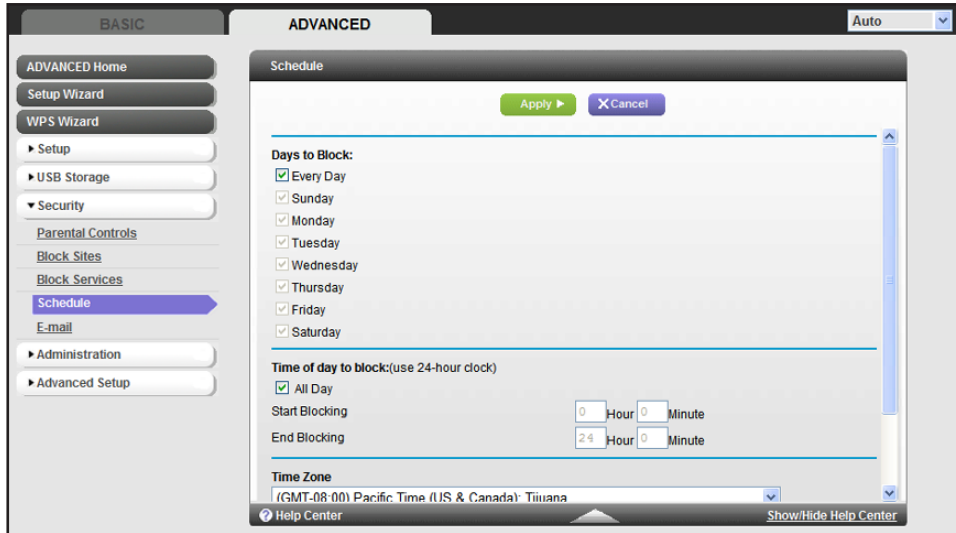 BASIC
ADVANCED
Auto
ADVANCED Home
Setup Wizard
WPS Wizard
Setup
USB Storage
Security
Parental Controls
Block Sites
Block Services
Schedule
E-mail
Administration
Advanced Setup
Schedule
Apply
Cancel
Days to Block:
Every Day
Sunday
Monday
Tuesday
Wednesday
Thursday
Friday
Saturday
Time of day to block:(use 24-hour clock)
All Day
Start Blocking 0 Hour 0 Minute
End Blocking 24 Hour 0 Minute
Time Zone
(GMT-08:00) Pacific Time (US & Canada); Tijuana
Help Center
Show/Hide Help Center